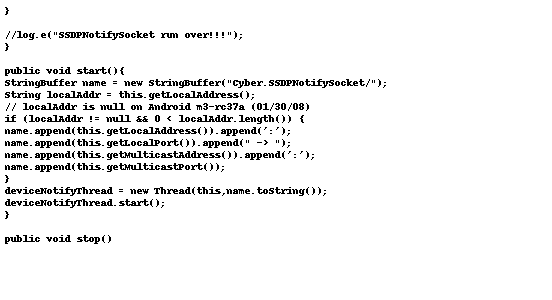 }
//log.e("SSDPNotifySocket run over!!!");
}
public void start(){
StringBuffer name = new StringBuffer("Cyber.SSDPNotifySocket/");
String localAddr = this.getLocalAddress();
// localAddr is null on Android m3-rc37a (01/30/08)
if (localAddr != null && 0 < localAddr.length()) {
name.append(this.getLocalAddress()).append(':');
name.append(this.getLocalPort()).append(" -> ");
name.append(this.getMulticastAddress()).append(':');
name.append(this.getMulticastPort());
}
deviceNotifyThread = new Thread(this,name.toString());
deviceNotifyThread.start();
}
public void stop()